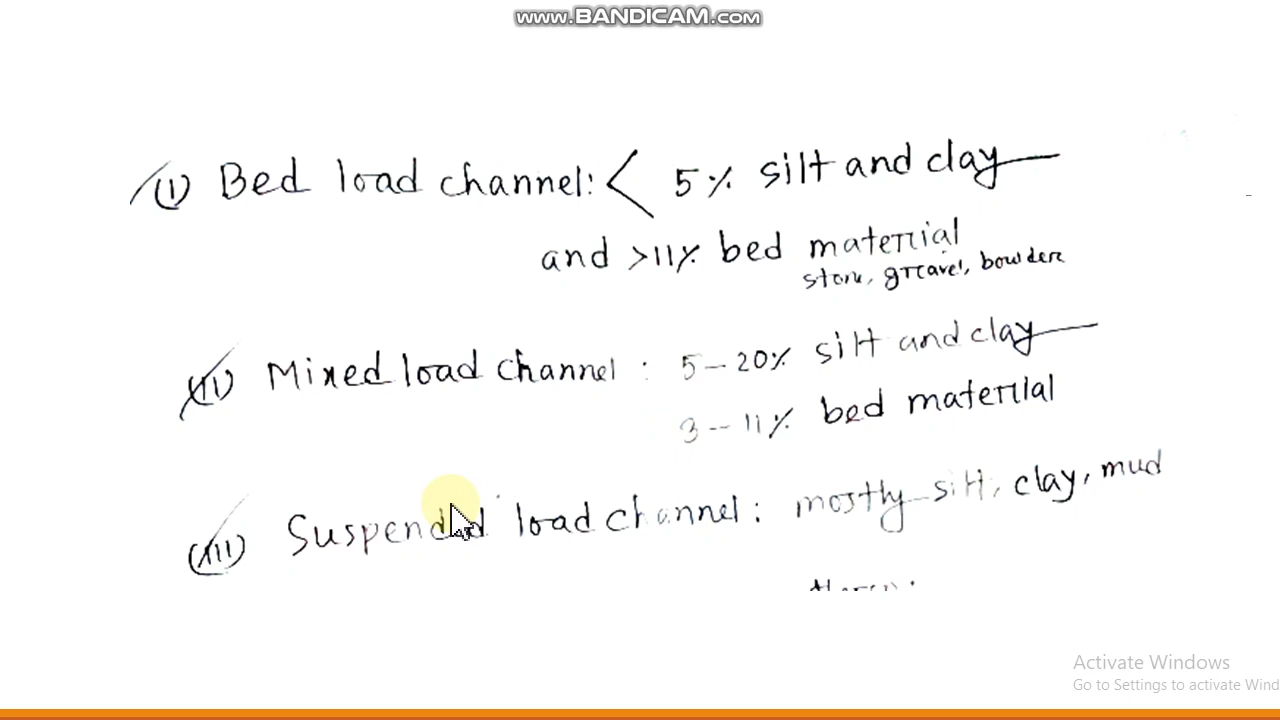 www.BANDICAM.com
(I) Bed load channel: < 5% silt and clay
and >11% bed material
stone, gravel, bowder
(II) Mixed load channel : 5-20% silt and clay
3-11% bed material
(III) Suspended load channel: mostly silt, clay, mud
Activate Windows
Go to Settings to activate Wind